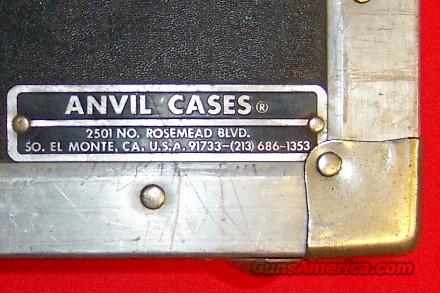 ANVIL CASES®
2501 NO. ROSEMEAD BLVD.
SO. EL MONTE, CA. U.S.A. 91733-(213) 686-1353
GunsAmerica.com